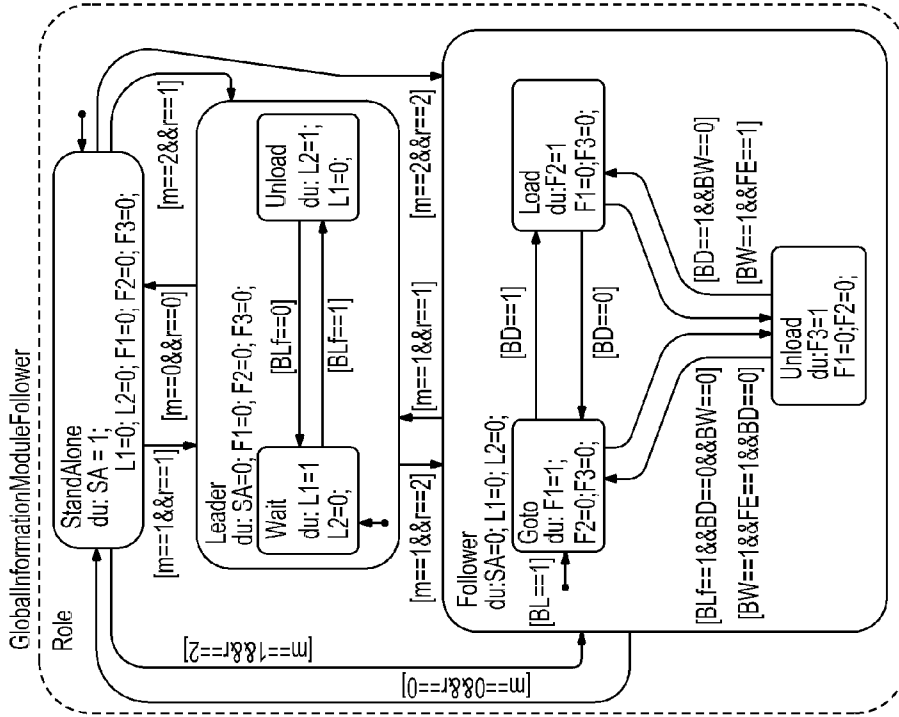 GlobalInformationModuleFollower
Role
StandAlone
du: SA = 1;
L1=0; L2=0; F1=0; F2=0; F3=0;
[m==2&&r==1]
[m==1&&r==1]
[m==0&&r==0]
Leader
du: SA=0; F1=0; F2=0; F3=0;
Wait
du: L1=1
L2=0;
[BLf==0]
[BLf==1]
Unload
du: L2=1;
L1=0;
[m==1&&r==2]
[m==1&&r==1]
[m==2&&r==2]
Follower
du:SA=0; L1=0; L2=0;
[BL==1]
Goto
du: F1=1;
F2=0;F3=0;
[BD==1]
[BD==0]
Load
du:F2=1
F1=0;F3=0;
[BLf==1&&BD==0&&BW==0]
[BW==1&&FE==1&&BD==0]
[BD==1&&BW==0]
[BW==1&&FE==1]
Unload
du:F3=1
F1=0;F2=0;
[m==1&&r==2]
[m==0&&r==0]